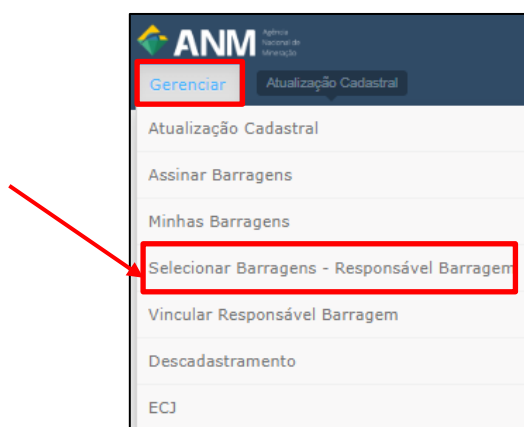 ANM
Agência
Nacional de
Mineração
Gerenciar
Atualização Cadastral
Atualização Cadastral
Assinar Barragens
Minhas Barragens
Selecionar Barragens - Responsável Barragem
Vincular Responsável Barragem
Descadastramento
ECJ